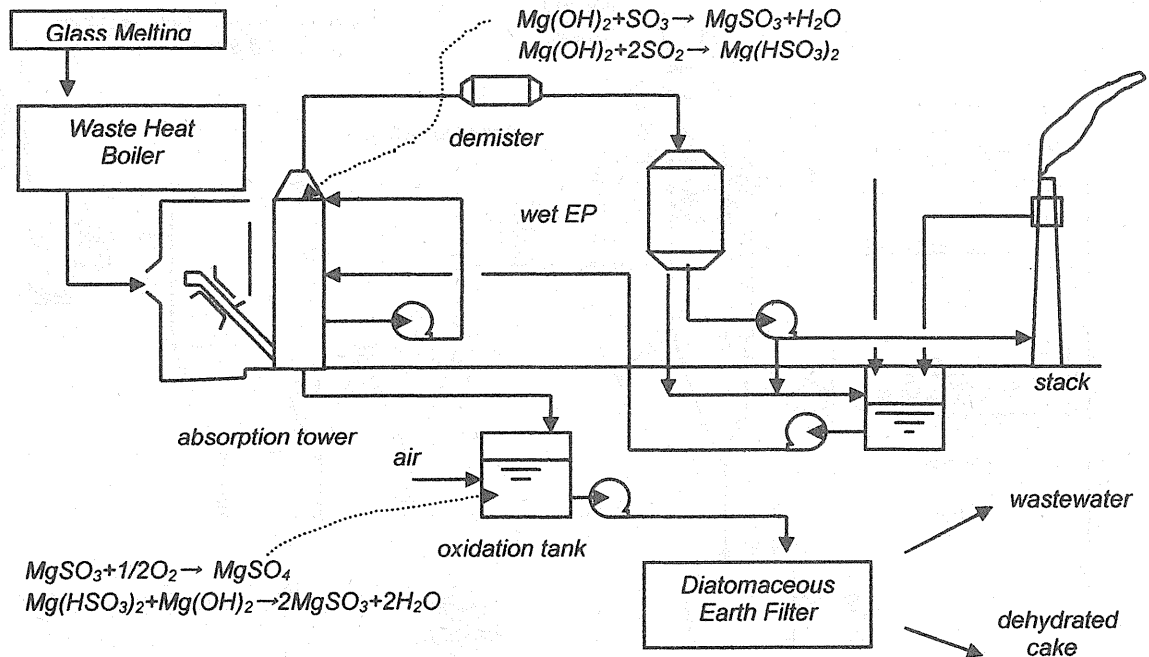 Glass Melting
Mg(OH)₂+SO₃→ MgSO₃+H₂O
Mg(OH)₂+2SO₂→ Mg(HSO₃)₂
Waste Heat
Boiler
demister
wet EP
stack
absorption tower
air
oxidation tank
wastewater
MgSO₃+1/2O₂→ MgSO₄
Mg(HSO₃)₂+Mg(OH)₂→2MgSO₃+2H₂O
Diatomaceous
Earth Filter
dehydrated
cake